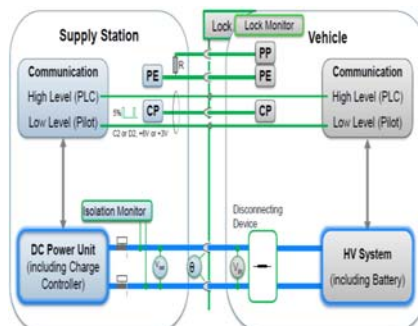 Lock
Lock Monitor
Supply Station
Vehicle
Communication
High Level (PLC)
Low Level (Pilot)
PE
R
CP
5%
C2 or D2, +6V or +3V
PP
PE
CP
Communication
High Level (PLC)
Low Level (Pilot)
Isolation Monitor
Disconnecting
Device
DC Power Unit
(including Charge
Controller)
θ
HV System
(including Battery)